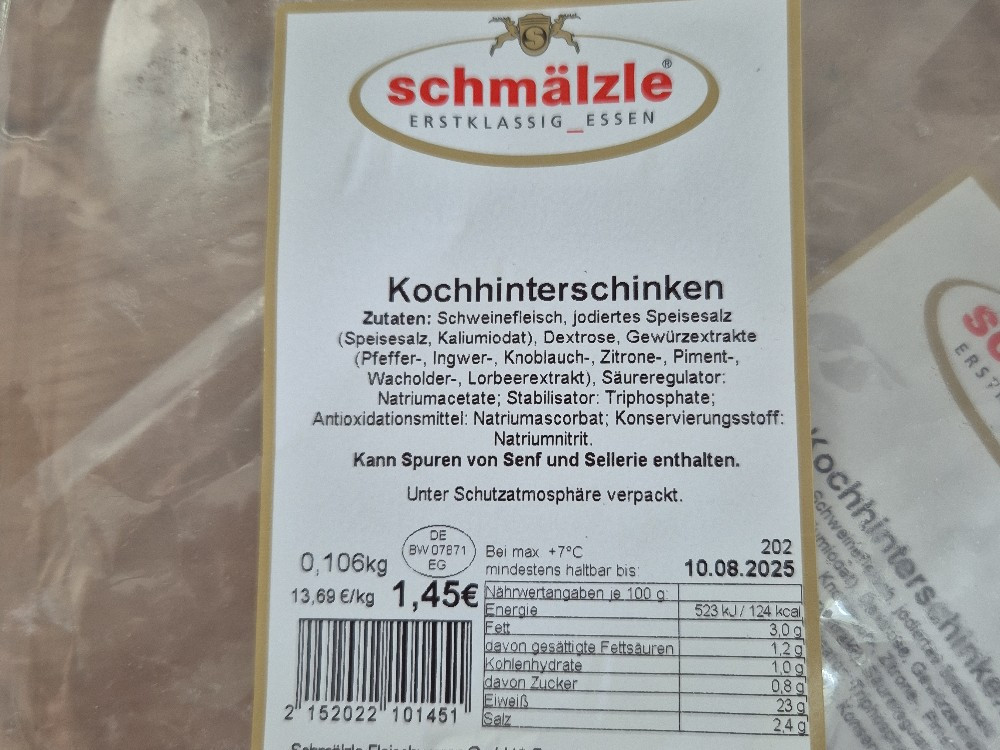 S
schmälzle®
ERSTKLASSIG_ESSEN
Kochhinterschinken
Zutaten: Schweinefleisch, jodiertes Speisesalz
(Speisesalz, Kaliumiodat), Dextrose, Gewürzextrakte
(Pfeffer-, Ingwer-, Knoblauch-, Zitrone-, Piment-,
Wacholder-, Lorbeerextrakt), Säureregulator:
Natriumacetate; Stabilisator: Triphosphate;
Antioxidationsmittel: Natriumascorbat; Konservierungsstoff:
Natriumnitrit.
Kann Spuren von Senf und Sellerie enthalten.
Unter Schutzatmosphäre verpackt.
DE
BW 07871
EG
0,106kg
13,69 €/kg 1,45€
Bei max +7°C
mindestens haltbar bis:
202
10.08.2025
Nährwertangaben je 100 g:
Energie 523 kJ / 124 kcal
Fett 3,0 g
davon gesättigte Fettsäuren 1,2 g
Kohlenhydrate 1,0 g
davon Zucker 0,8 g
Eiweiß 23 g
Salz 2,4 g
2 152022 101451
Kochhinterschinke